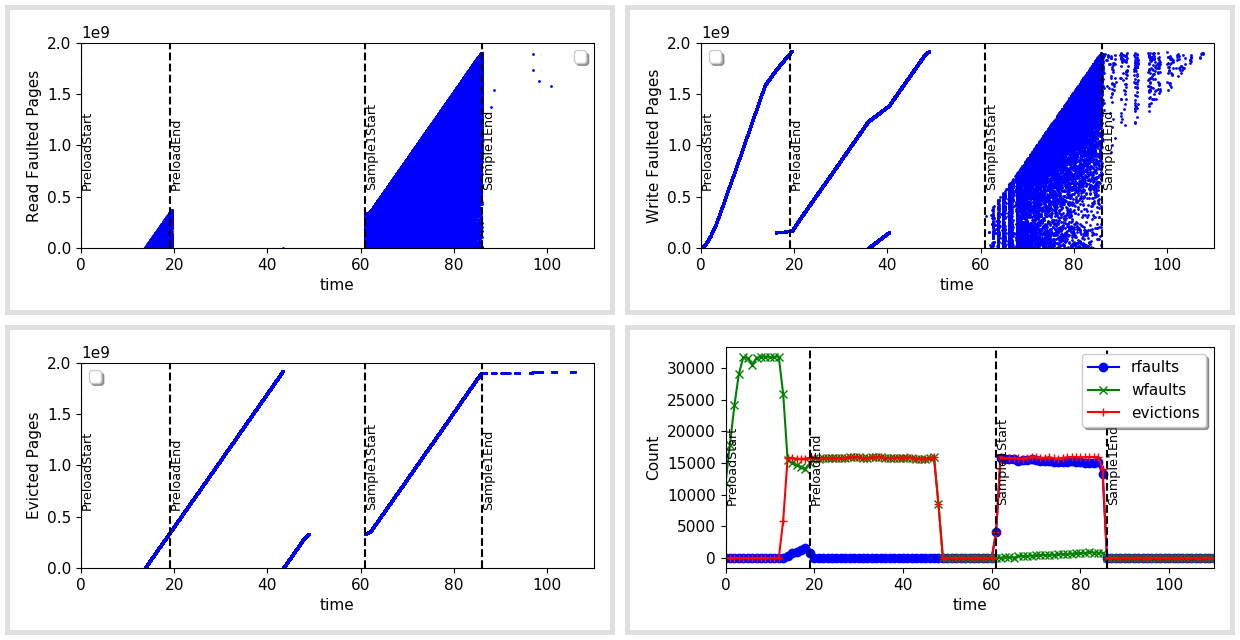 1e9
2.0
1.5
1.0
0.5
0.0
Read Faulted Pages
PreloadStart
PreloadEnd
Sample1Start
Sample1End
0 20 40 60 80 100
time
1e9
2.0
1.5
1.0
0.5
0.0
Write Faulted Pages
PreloadStart
PreloadEnd
Sample1Start
Sample1End
0 20 40 60 80 100
time
1e9
2.0
1.5
1.0
0.5
0.0
Evicted Pages
PreloadStart
PreloadEnd
Sample1Start
Sample1End
0 20 40 60 80 100
time
30000
25000
20000
15000
10000
5000
0
Count
PreloadStart
PreloadEnd
Sample1Start
Sample1End
rfaults
wfaults
evictions
0 20 40 60 80 100
time